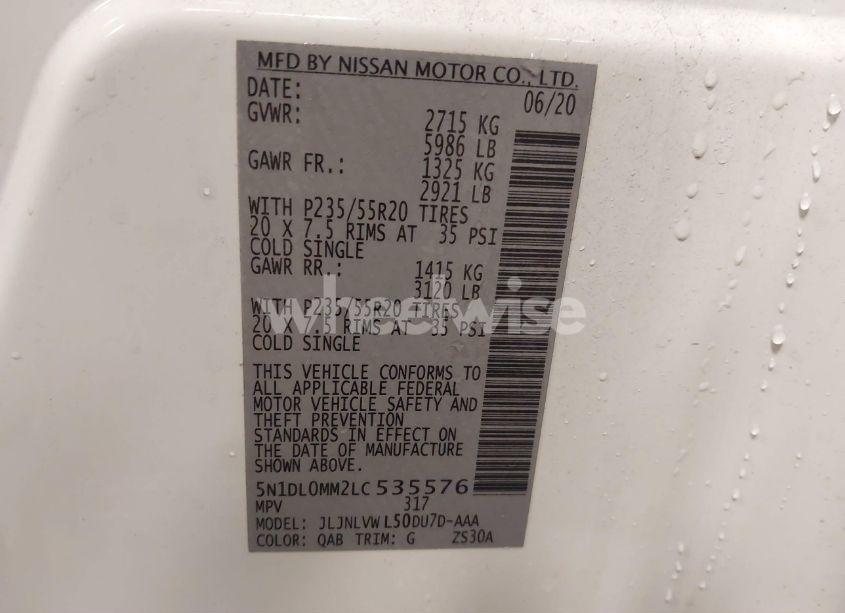 MFD BY NISSAN MOTOR CO., LTD.
DATE: 06/20
GVWR: 2715 KG
5986 LB
GAWR FR.: 1325 KG
2921 LB
WITH P235/55R20 TIRES
20 X 7.5 RIMS AT 35 PSI
COLD SINGLE
GAWR RR.: 1415 KG
3120 LB
WITH P235/55R20 TIRES
20 X 7.5 RIMS AT 35 PSI
COLD SINGLE
wheelwise
THIS VEHICLE CONFORMS TO
ALL APPLICABLE FEDERAL
MOTOR VEHICLE SAFETY AND
THEFT PREVENTION
STANDARDS IN EFFECT ON
THE DATE OF MANUFACTURE
SHOWN ABOVE.
5N1DL0MM2LC535576
MPV 317
MODEL: JLJNLVWL50DU7D-AAA
COLOR: QAB TRIM: G ZS30A